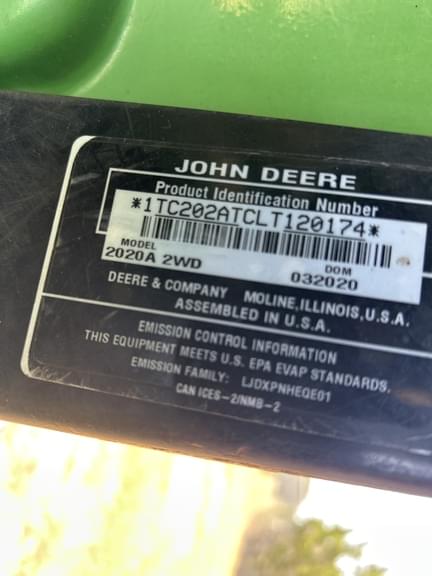 JOHN DEERE
Product Identification Number
*1TC202ATCLT120174*
MODEL DOM
2020A 2WD 032020
DEERE & COMPANY MOLINE, ILLINOIS, U.S.A.
ASSEMBLED IN U.S.A.
EMISSION CONTROL INFORMATION
THIS EQUIPMENT MEETS U.S. EPA EVAP STANDARDS.
EMISSION FAMILY: LJDXPNHEQE01
CAN ICES-2/NMB-2